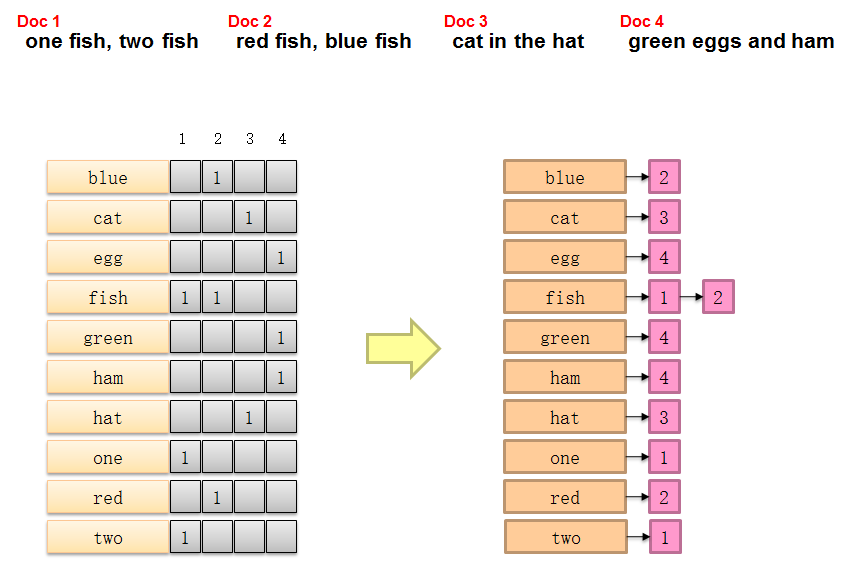 Doc 1 Doc 2 Doc 3 Doc 4
one fish, two fish red fish, blue fish cat in the hat green eggs and ham
1 2 3 4
blue 1 blue 2
cat 1 cat 3
egg 1 egg 4
fish 1 1 fish 1 2
green 1 green 4
ham 1 ham 4
hat 1 hat 3
one 1 one 1
red 1 red 2
two 1 two 1